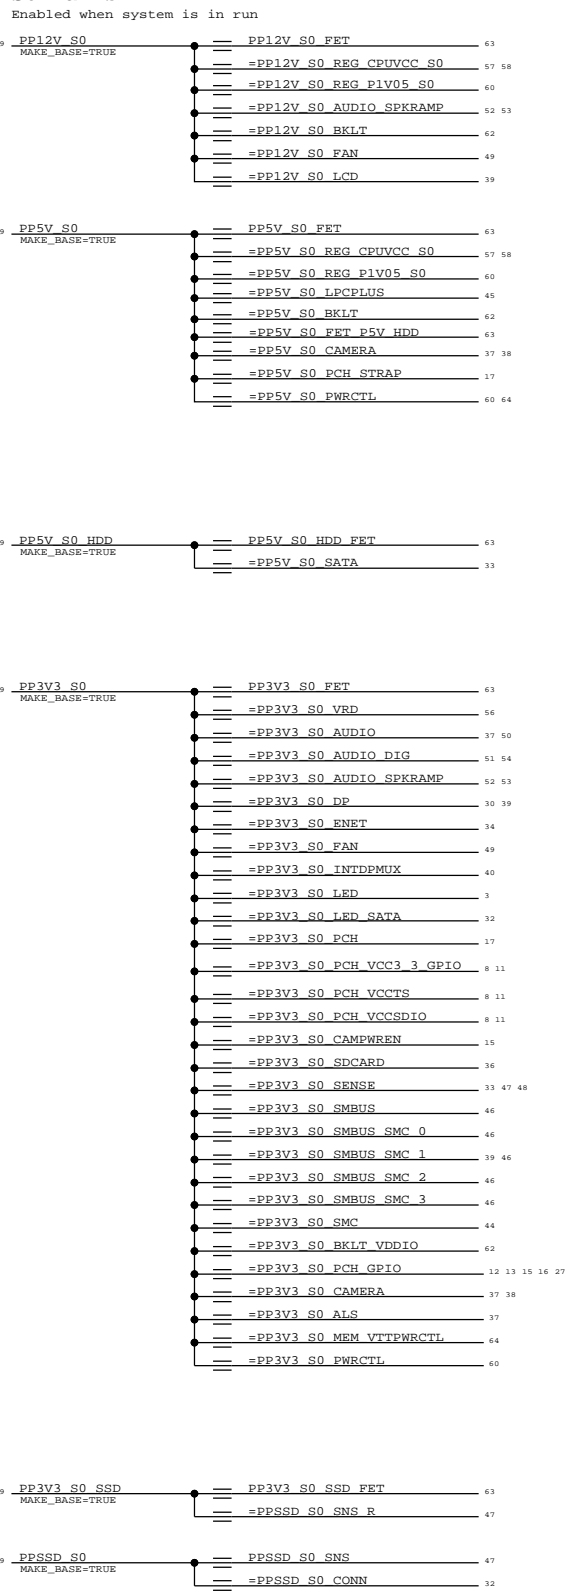 Enabled when system is in run
9 PP12V_S0 PP12V_S0_FET 63
MAKE_BASE=TRUE
=PP12V_S0_REG_CPUVCC_S0 57 58
=PP12V_S0_REG_P1V05_S0 60
=PP12V_S0_AUDIO_SPKRAMP 52 53
=PP12V_S0_BKLT 62
=PP12V_S0_FAN 49
=PP12V_S0_LCD 39
9 PP5V_S0 PP5V_S0_FET 63
MAKE_BASE=TRUE
=PP5V_S0_REG_CPUVCC_S0 57 58
=PP5V_S0_REG_P1V05_S0 60
=PP5V_S0_LPCPLUS 45
=PP5V_S0_BKLT 62
=PP5V_S0_FET_P5V_HDD 63
=PP5V_S0_CAMERA 37 38
=PP5V_S0_PCH_STRAP 17
=PP5V_S0_PWRCTL 60 64
9 PP5V_S0_HDD PP5V_S0_HDD_FET 63
MAKE_BASE=TRUE
=PP5V_S0_SATA 33
9 PP3V3_S0 PP3V3_S0_FET 63
MAKE_BASE=TRUE
=PP3V3_S0_VRD 56
=PP3V3_S0_AUDIO 37 50
=PP3V3_S0_AUDIO_DIG 51 54
=PP3V3_S0_AUDIO_SPKRAMP 52 53
=PP3V3_S0_DP 30 39
=PP3V3_S0_ENET 34
=PP3V3_S0_FAN 49
=PP3V3_S0_INTDPMUX 40
=PP3V3_S0_LED 3
=PP3V3_S0_LED_SATA 32
=PP3V3_S0_PCH 17
=PP3V3_S0_PCH_VCC3_3_GPIO 8 11
=PP3V3_S0_PCH_VCCTS 8 11
=PP3V3_S0_PCH_VCCSDIO 8 11
=PP3V3_S0_CAMPWREN 15
=PP3V3_S0_SDCARD 36
=PP3V3_S0_SENSE 33 47 48
=PP3V3_S0_SMBUS 46
=PP3V3_S0_SMBUS_SMC_0 46
=PP3V3_S0_SMBUS_SMC_1 39 46
=PP3V3_S0_SMBUS_SMC_2 46
=PP3V3_S0_SMBUS_SMC_3 46
=PP3V3_S0_SMC 44
=PP3V3_S0_BKLT_VDDIO 62
=PP3V3_S0_PCH_GPIO 12 13 15 16 27
=PP3V3_S0_CAMERA 37 38
=PP3V3_S0_ALS 37
=PP3V3_S0_MEM_VTTPWRCTL 64
=PP3V3_S0_PWRCTL 60
9 PP3V3_S0_SSD PP3V3_S0_SSD_FET 63
MAKE_BASE=TRUE
=PPSSD_S0_SNS_R 47
9 PPSSD_S0 PPSSD_S0_SNS 47
MAKE_BASE=TRUE
=PPSSD_S0_CONN 32